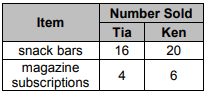 Item Number Sold
Tia Ken
snack bars 16 20
magazine
subscriptions 4 6